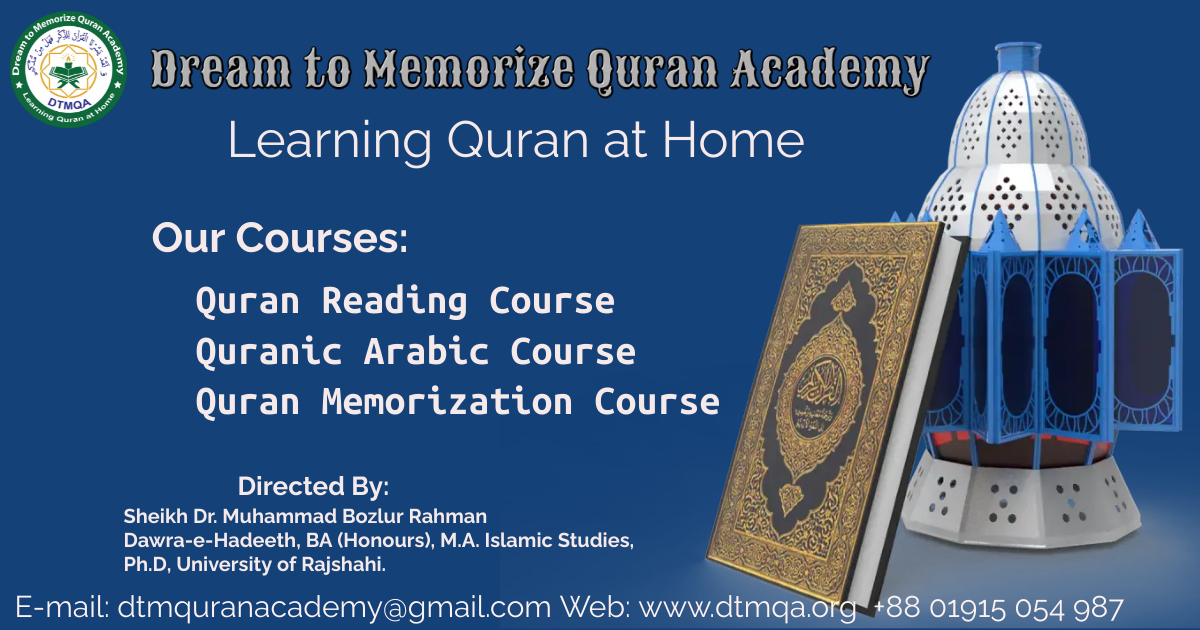 Dream to Memorize Quran Academy
DTMQA
Learning Quran at Home
Dream to Memorize Quran Academy
Learning Quran at Home
Our Courses:
Quran Reading Course
Quranic Arabic Course
Quran Memorization Course
Directed By:
Sheikh Dr. Muhammad Bozlur Rahman
Dawra-e-Hadeeth, BA (Honours), M.A. Islamic Studies,
Ph.D, University of Rajshahi.
E-mail: dtmquranacademy@gmail.com Web: www.dtmqa.org +88 01915 054 987